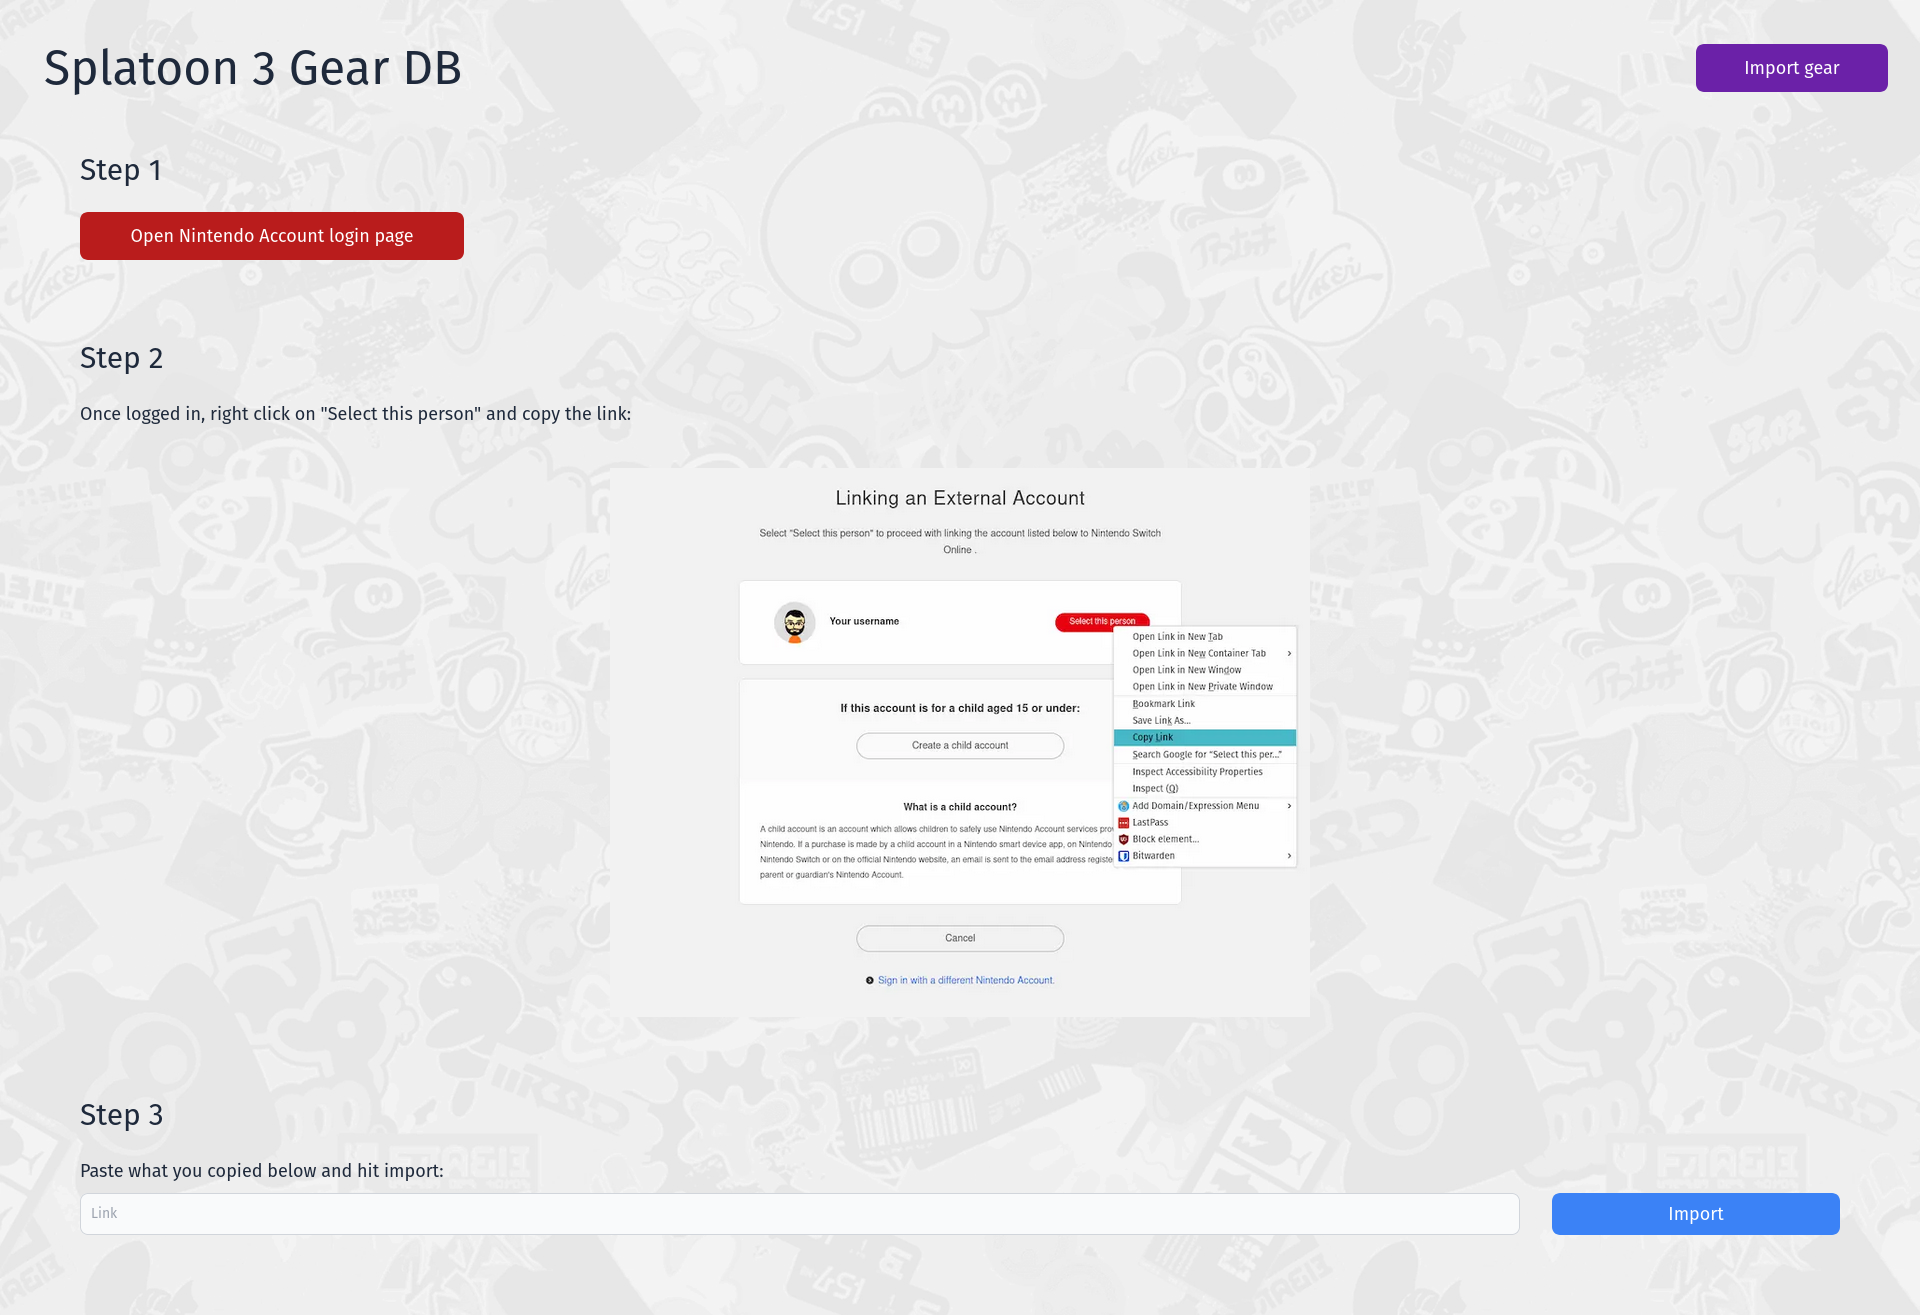 Splatoon 3 Gear DB
Import gear
Step 1
Open Nintendo Account login page
Step 2
Once logged in, right click on "Select this person" and copy the link:
Linking an External Account
Select "Select this person" to proceed with linking the account listed below to Nintendo Switch
Online .
Your username
Select this person
Open Link in New Tab
Open Link in New Container Tab
Open Link in New Window
Open Link in New Private Window
Bookmark Link
Save Link As...
Copy Link
Search Google for “Select this per...”
Inspect Accessibility Properties
Inspect (Q)
Add Domain/Expression Menu
LastPass
Block element...
Bitwarden
If this account is for a child aged 15 or under:
Create a child account
What is a child account?
A child account is an account which allows children to safely use Nintendo Account services
Nintendo. If a purchase is made by a child account in a Nintendo smart device app, on Nintendo
Nintendo Switch or on the official Nintendo website, an email is sent to the email address
parent or guardian's Nintendo Account.
Cancel
Sign in with a different Nintendo Account.
Step 3
Paste what you copied below and hit import:
Link
Import